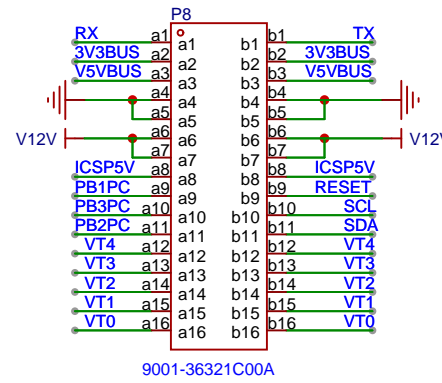 P8
RX a1 a1 b1 b1 TX
3V3BUS a2 a2 b2 b2 3V3BUS
V5VBUS a3 a3 b3 b3 V5VBUS
a4 a4 b4 b4
a5 a5 b5 b5
V12V a6 a6 b6 b6 V12V
a7 a7 b7 b7
ICSP5V a8 a8 b8 b8 ICSP5V
PB1PC a9 a9 b9 b9 RESET
PB3PC a10 a10 b10 b10 SCL
PB2PC a11 a11 b11 b11 SDA
VT4 a12 a12 b12 b12 VT4
VT3 a13 a13 b13 b13 VT3
VT2 a14 a14 b14 b14 VT2
VT1 a15 a15 b15 b15 VT1
VT0 a16 a16 b16 b16 VT0
9001-36321C00A